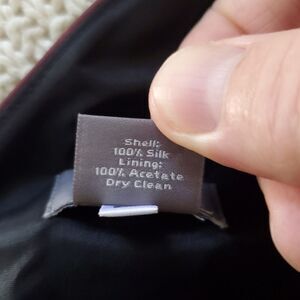 Shell:
100% Silk
Lining:
100% Acetate
Dry Clean